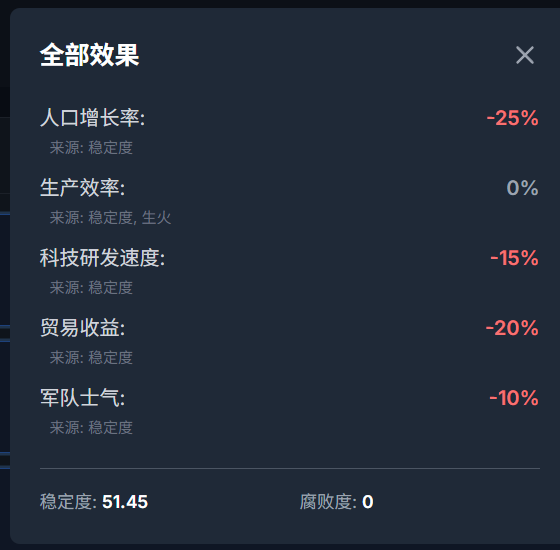 全部效果
人口增长率: -25%
来源: 稳定度
生产效率: 0%
来源: 稳定度, 生火
科技研发速度: -15%
来源: 稳定度
贸易收益: -20%
来源: 稳定度
军队士气: -10%
来源: 稳定度
稳定度: 51.45 腐败度: 0